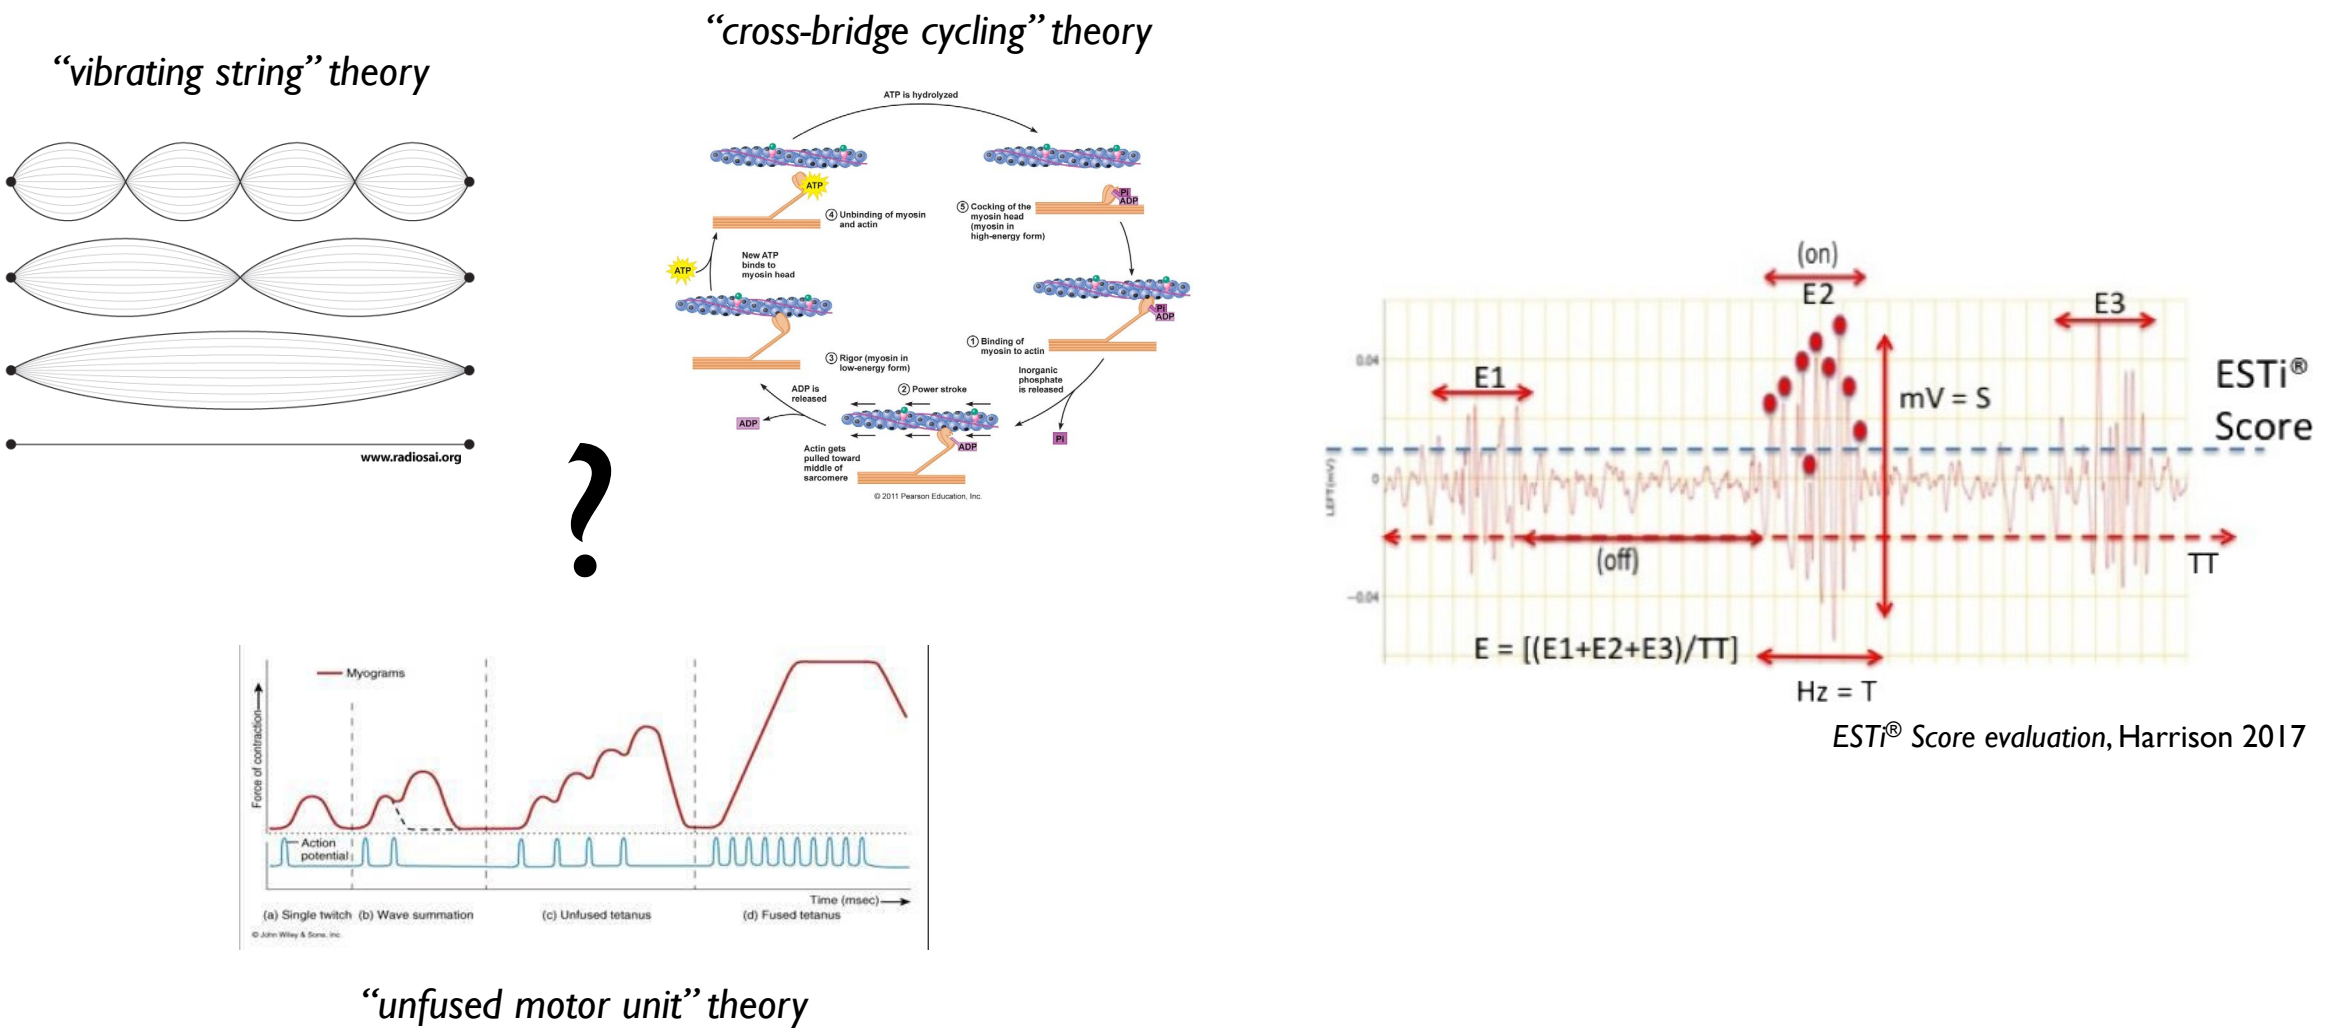 “vibrating string” theory
www.radiosai.org
“cross-bridge cycling” theory
ATP is hydrolyzed
ATP
④ Unbinding of myosin
and actin
⑤ Cocking of the
myosin head
(myosin in
high-energy form)
Pi
ADP
ATP
New ATP
binds to
myosin head
Pi
ADP
① Binding of
myosin to actin
③ Rigor (myosin in
low-energy form)
Inorganic
phosphate
is released
ADP is
released
② Power stroke
ADP
Pi
ADP
Actin gets
pulled toward
middle of
sarcomere
© 2011 Pearson Education, Inc.
?
Myograms
Force of contraction
Action
potential
Time (msec)
(a) Single twitch
(b) Wave summation
(c) Unfused tetanus
(d) Fused tetanus
© John Wiley & Sons, Inc.
“unfused motor unit” theory
(on)
E2
E3
E1
0.04
mV = S
ESTi®
Score
LEFT(mV)
0
(off)
TT
-0.04
E = [(E1+E2+E3)/TT]
Hz = T
ESTi® Score evaluation, Harrison 2017